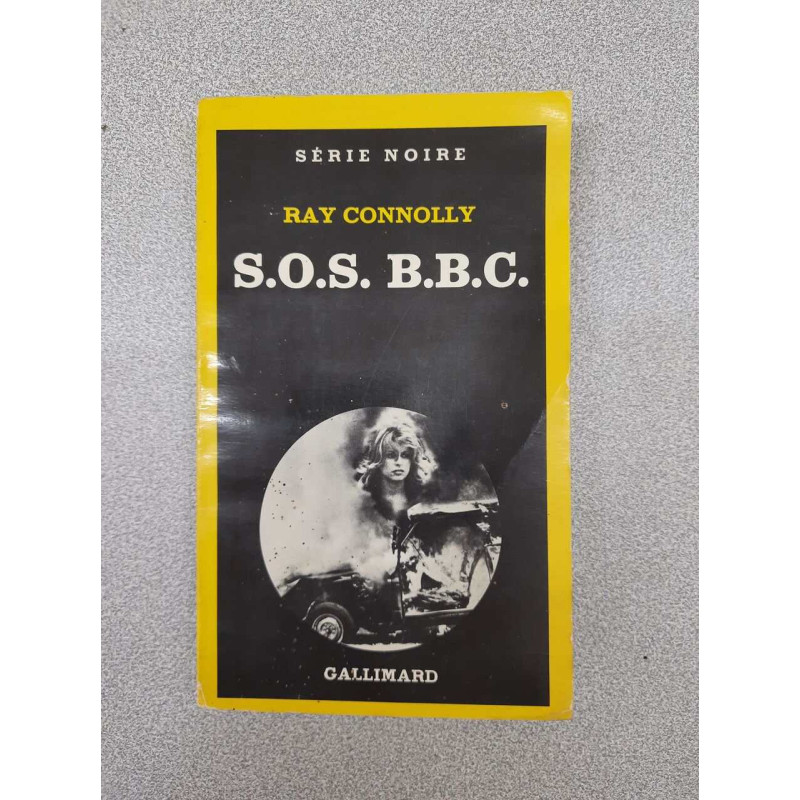 SÉRIE NOIRE
RAY CONNOLLY
S.O.S. B.B.C.
GALLIMARD